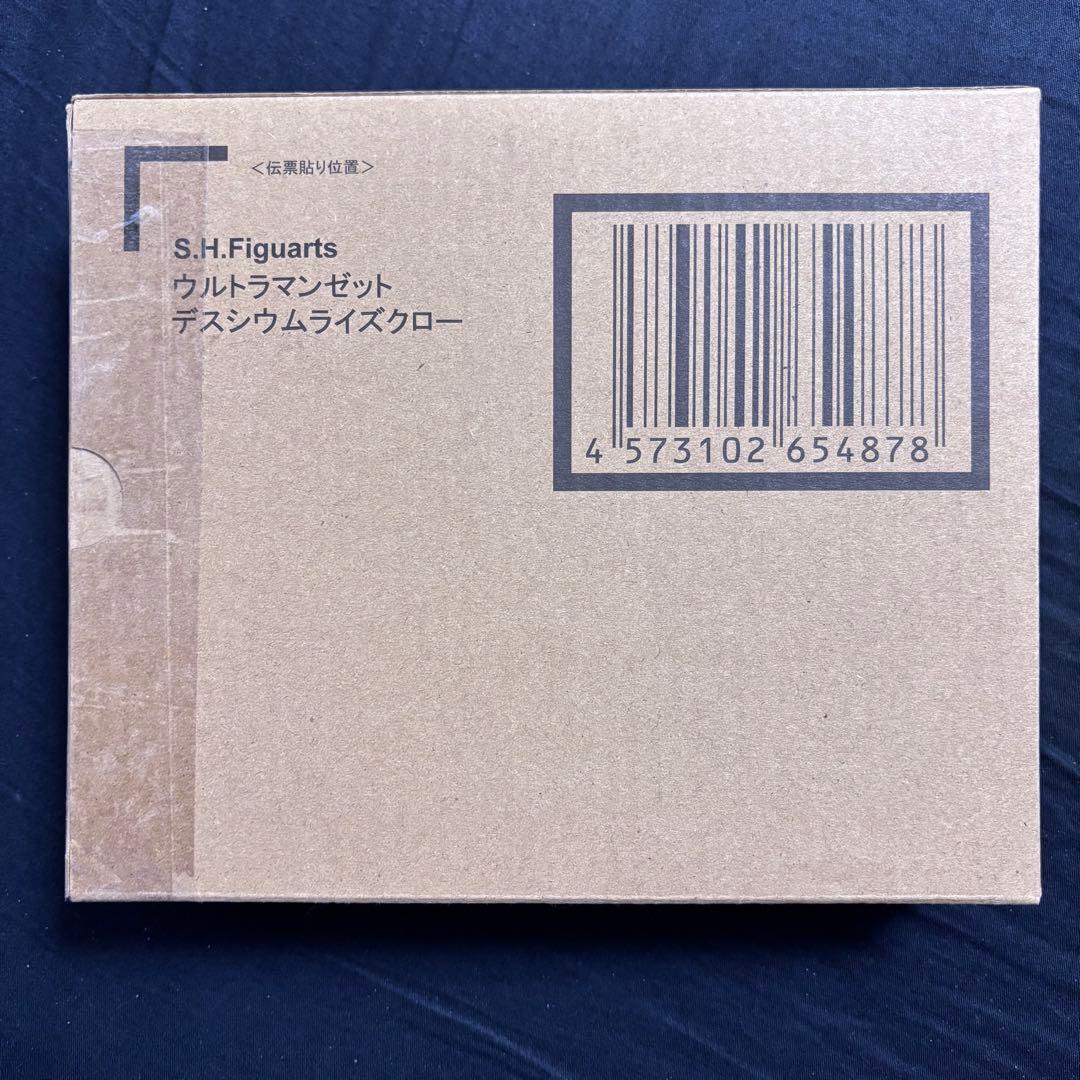 ＜伝票貼り位置＞
S.H.Figuarts
ウルトラマンゼット
デスシウムライズクロー
4 573102 654878